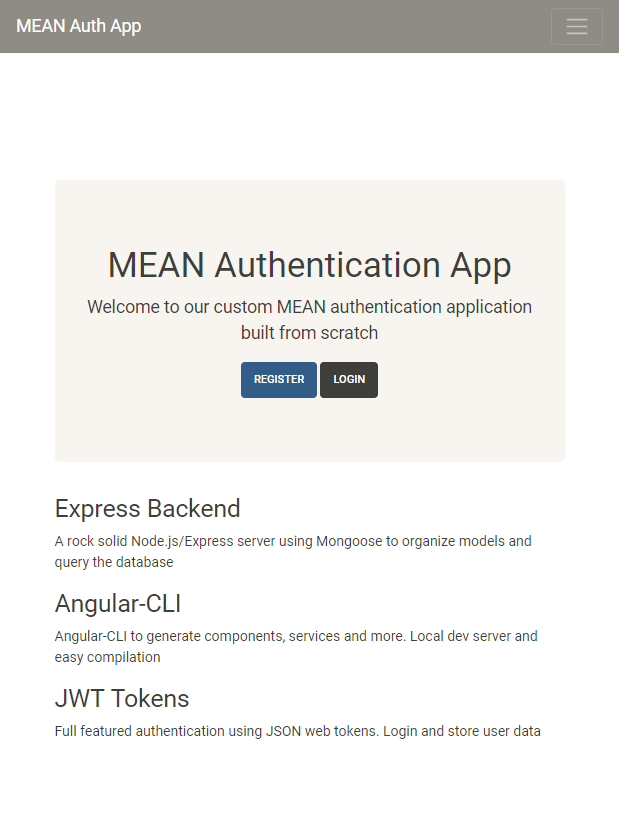 MEAN Auth App
MEAN Authentication App
Welcome to our custom MEAN authentication application
built from scratch
REGISTER LOGIN
Express Backend
A rock solid Node.js/Express server using Mongoose to organize models and
query the database
Angular-CLI
Angular-CLI to generate components, services and more. Local dev server and
easy compilation
JWT Tokens
Full featured authentication using JSON web tokens. Login and store user data